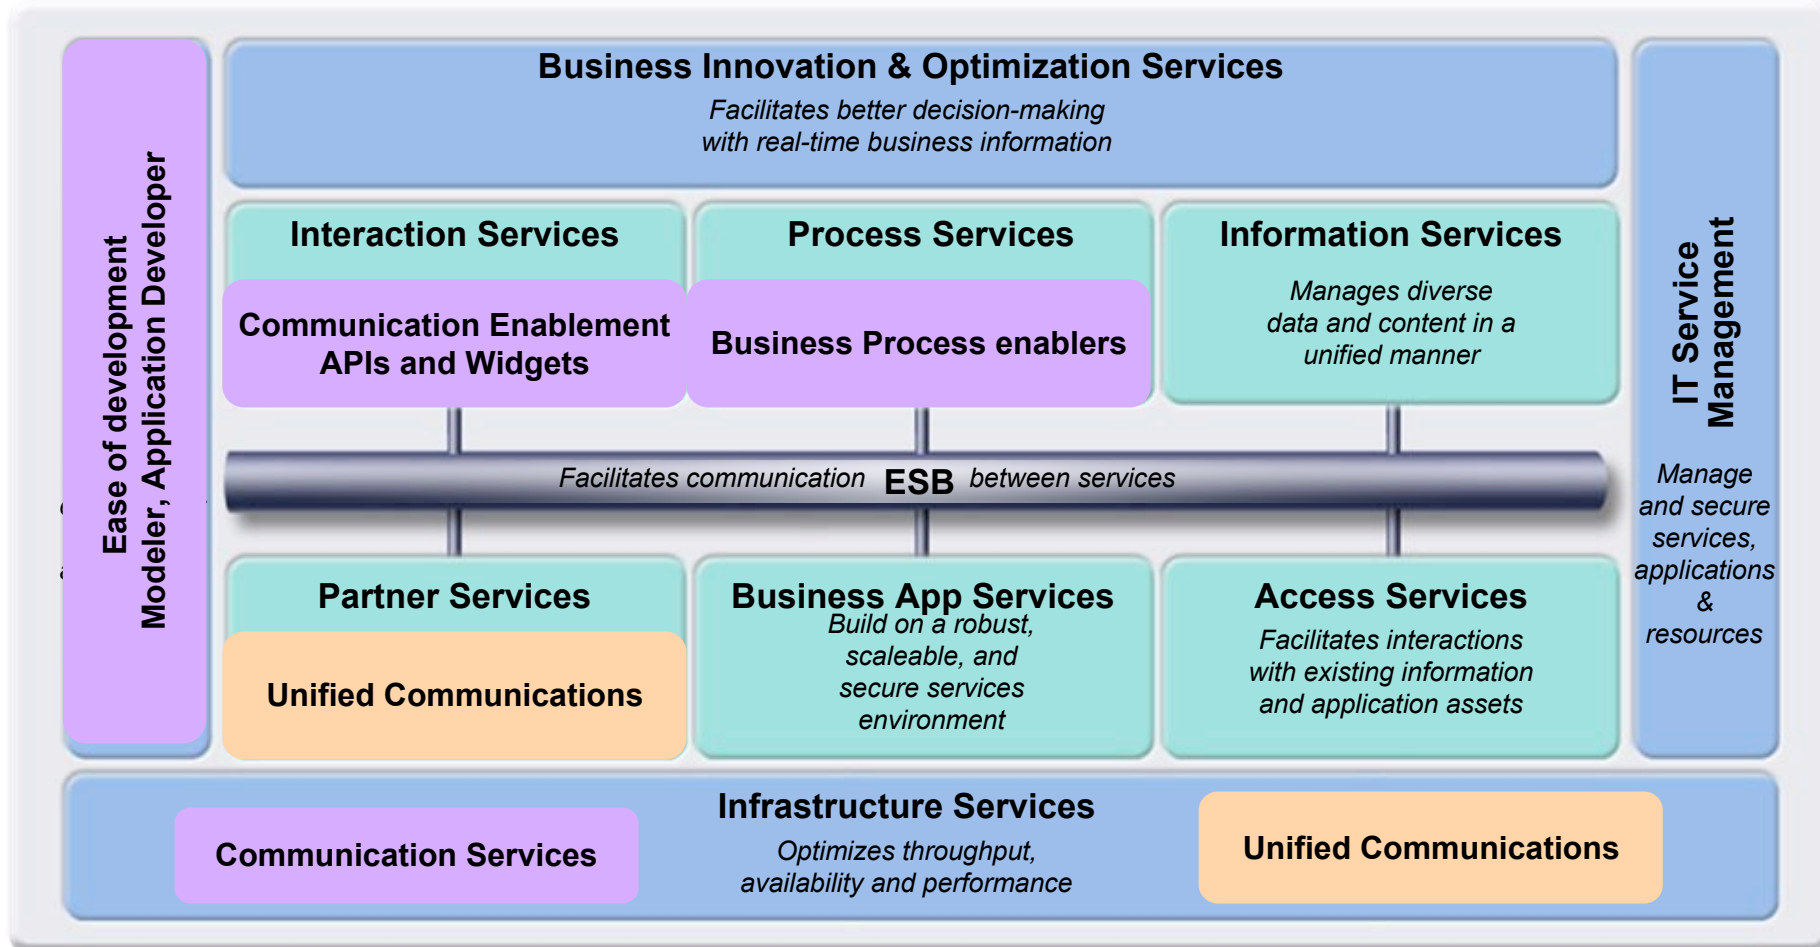 Business Innovation & Optimization Services
Facilitates better decision-making
with real-time business information
Ease of development
Modeler, Application Developer
Interaction Services
Communication Enablement
APIs and Widgets
Process Services
Business Process enablers
Information Services
Manages diverse
data and content in a
unified manner
IT Service
Management
Manage
and secure
services,
applications
&
resources
Facilitates communication ESB between services
Partner Services
Unified Communications
Business App Services
Build on a robust,
scaleable, and
secure services
environment
Access Services
Facilitates interactions
with existing information
and application assets
Infrastructure Services
Optimizes throughput,
availability and performance
Communication Services
Unified Communications